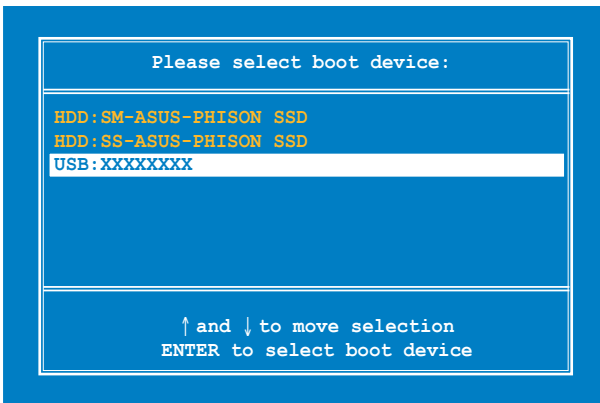 Please select boot device:
HDD:SM-ASUS-PHISON SSD
HDD:SS-ASUS-PHISON SSD
USB:XXXXXXXX
↑ and ↓ to move selection
ENTER to select boot device